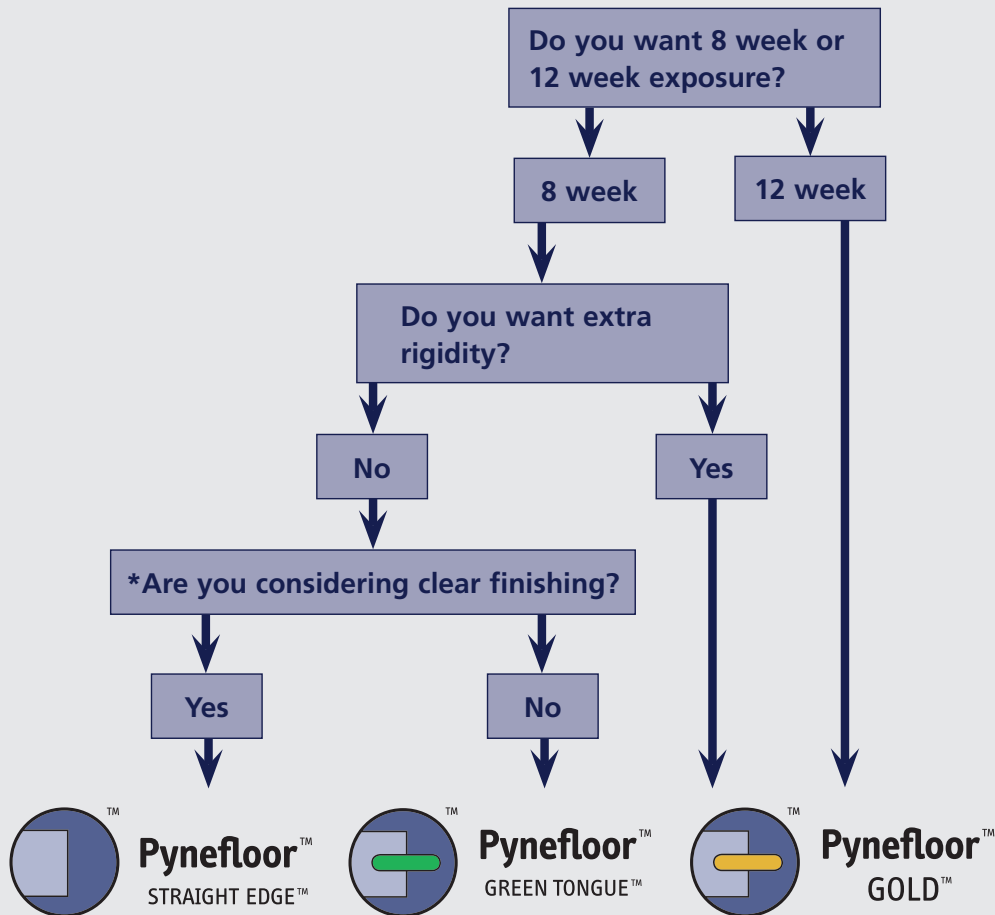 Do you want 8 week or
12 week exposure?
8 week
12 week
Do you want extra
rigidity?
No
Yes
*Are you considering clear finishing?
Yes
No
™
Pynefloor™
STRAIGHT EDGE™
™
Pynefloor™
GREEN TONGUE™
™
Pynefloor™
GOLD™